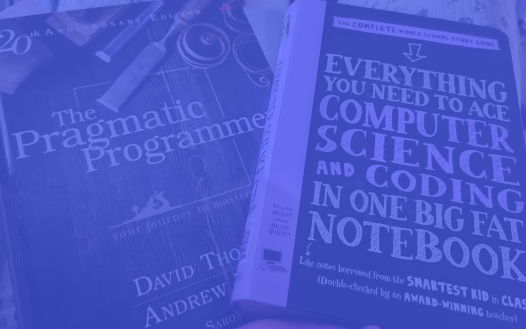 20th ANNIVERSARY EDITION
The
Pragmatic
Programme
your journey to master
DAVID THO
ANDREW
SARO
THE COMPLETE MIDDLE SCHOOL STUDY GUIDE
EVERYTHING
YOU NEED TO ACE
COMPUTER
SCIENCE
AND CODING
IN ONE BIG FAT
NOTEBOOK
Like notes borrowed from the SMARTEST KID in CLAS
(Double-checked by an AWARD-WINNING teacher)